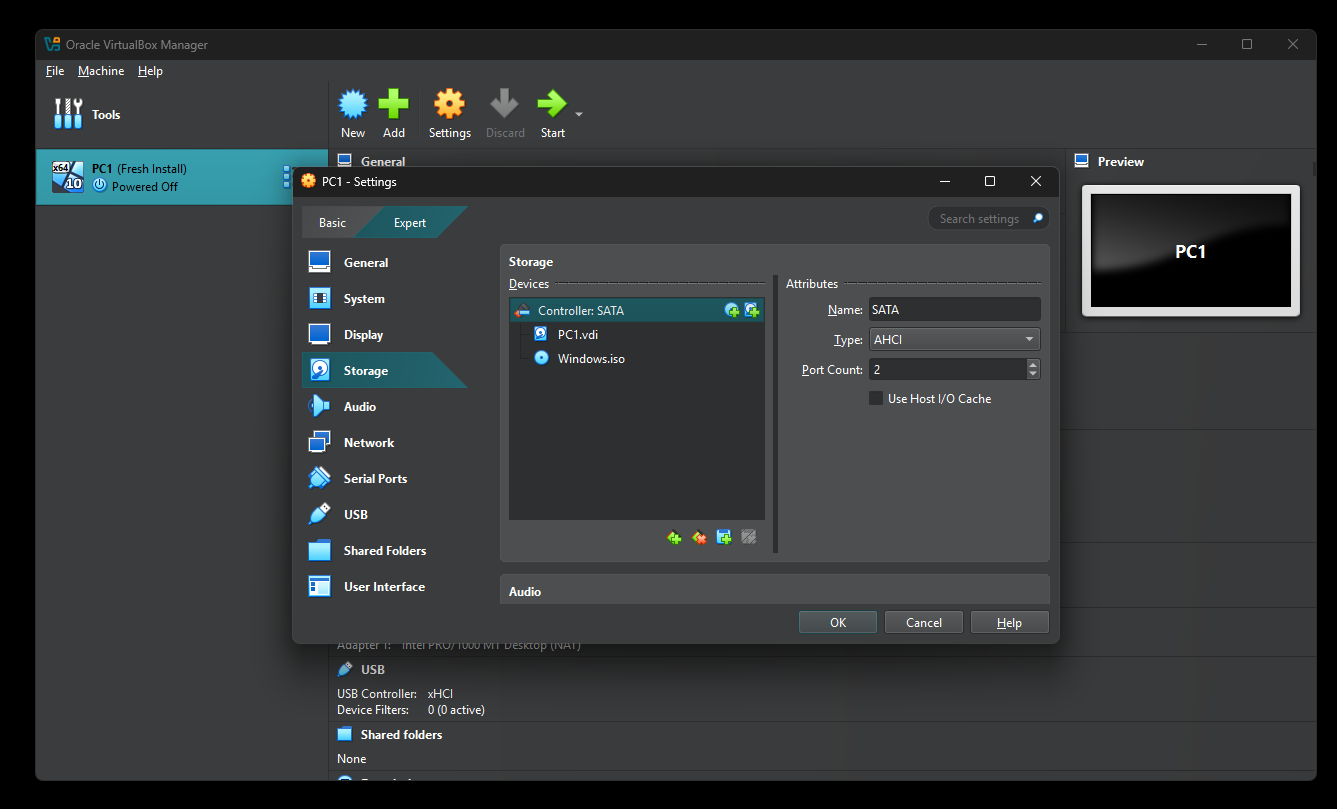 Oracle VirtualBox Manager
File Machine Help
Tools
New Add Settings Discard Start
x64
10
PC1 (Fresh Install)
Powered Off
General
Preview
PC1
PC1 - Settings
Basic Expert
Search settings
General
System
Display
Storage
Audio
Network
Serial Ports
USB
Shared Folders
User Interface
Storage
Devices
Controller: SATA
PC1.vdi
Windows.iso
Attributes
Name: SATA
Type: AHCI
Port Count: 2
Use Host I/O Cache
Audio
OK Cancel Help
Adapter 1: Intel PRO/1000 MT Desktop (NAT)
USB
USB Controller: xHCI
Device Filters: 0 (0 active)
Shared folders
None